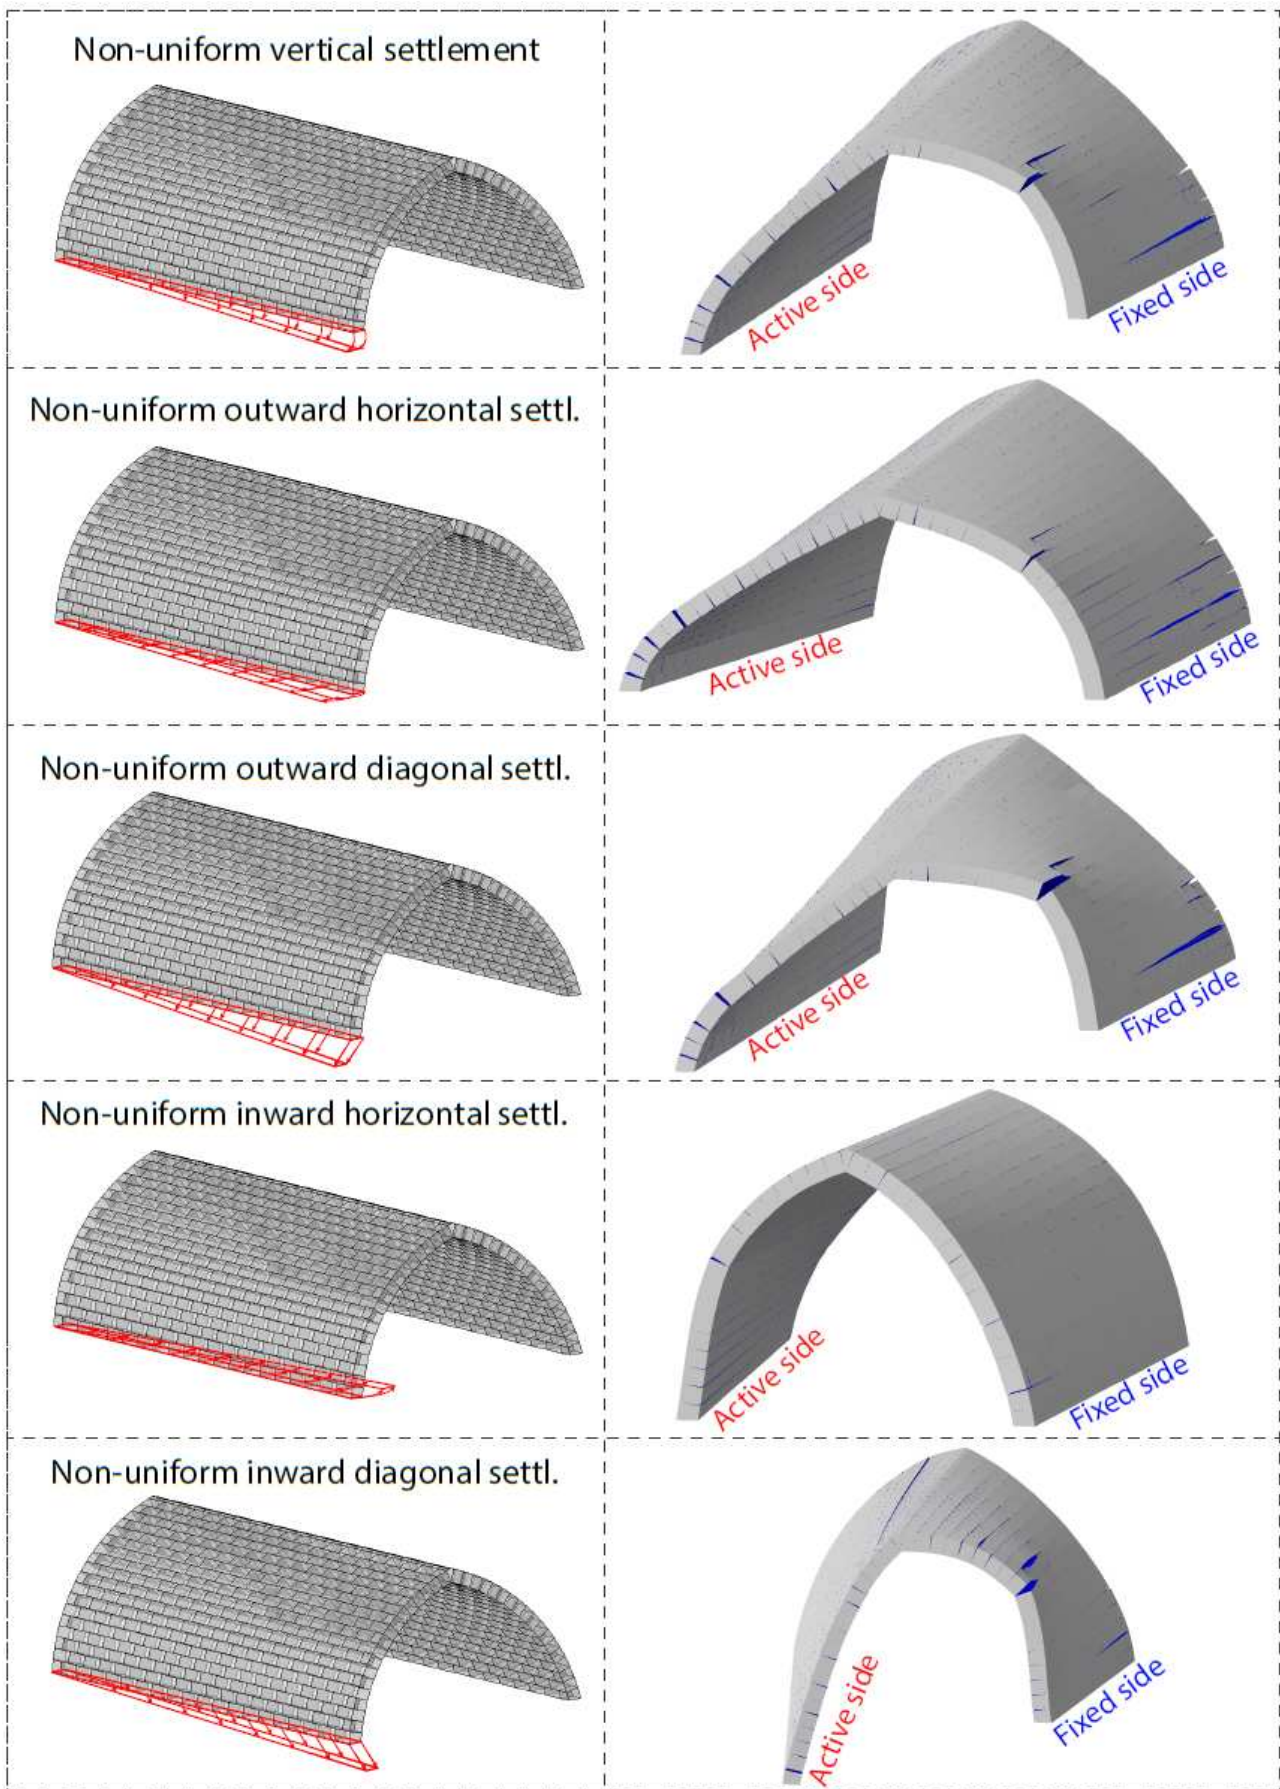 Non-uniform vertical settlement
Active side
Fixed side
Non-uniform outward horizontal settl.
Active side
Fixed side
Non-uniform outward diagonal settl.
Active side
Fixed side
Non-uniform inward horizontal settl.
Active side
Fixed side
Non-uniform inward diagonal settl.
Active side
Fixed side